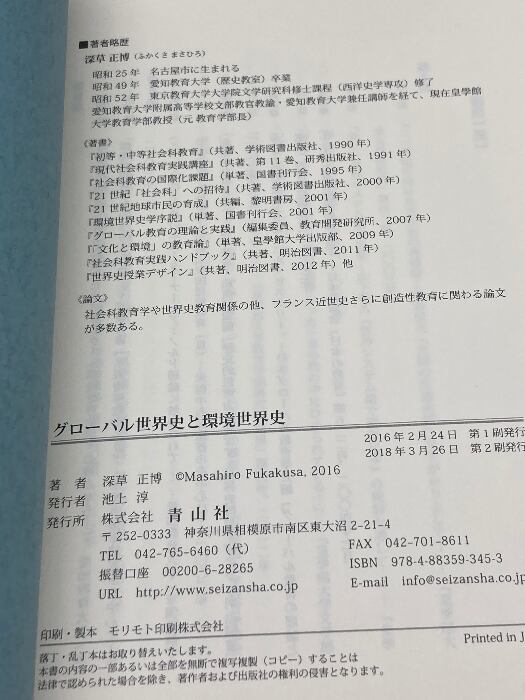 ■著者略歴
深草 正博(ふかくさ まさひろ)
昭和25年 名古屋市に生まれる
昭和49年 愛知教育大学(歴史教室)卒業
昭和52年 東京教育大学大学院文学研究科修士課程(西洋史学専攻)修了
愛知教育大学附属高等学校文部教官教諭・愛知教育大学兼任講師を経て、現在皇學館
大学教育学部教授(元 教育学部長)
《著書》
『初等・中等社会科教育』(共著、学術図書出版社、1990年)
『現代社会科教育実践講座』(共著、第11巻、研秀出版社、1991年)
『社会科教育の国際化課題』(単著、国書刊行会、1995年)
『21世紀「社会科」への招待』(共著、学術図書出版社、2000年)
『21世紀地球市民の育成』(共編、黎明書房、2001年)
『環境世界史学序説』(単著、国書刊行会、2001年)
『グローバル教育の理論と実践』(編集委員、教育開発研究所、2007年)
『「文化と環境」の教育論』(単著、皇學館大学出版部、2009年)
『社会科教育実践ハンドブック』(共著、明治図書、2011年)
『世界史授業デザイン』(共著、明治図書、2012年)他
《論文》
社会科教育学や世界史教育関係の他、フランス近世史さらに創造性教育に関わる論文
が多数ある。
グローバル世界史と環境世界史
2016年2月24日 第1刷発行
2018年3月26日 第2刷発行
著 者 深草 正博 ©Masahiro Fukakusa, 2016
発行者 池上 淳
発行所 株式会社 青山社
〒252-0333 神奈川県相模原市南区東大沼2-21-4
TEL 042-765-6460(代) FAX 042-701-8611
振替口座 00200-6-28265 ISBN 978-4-88359-345-3
URL http://www.seizansha.co.jp E-mail info@seizansha.co.jp
印刷・製本 モリモト印刷株式会社
Printed in J
落丁・乱丁本はお取り替えいたします。
本書の内容の一部あるいは全部を無断で複写複製(コピー)することは
法律で認められた場合を除き、著作者および出版社の権利の侵害となります。